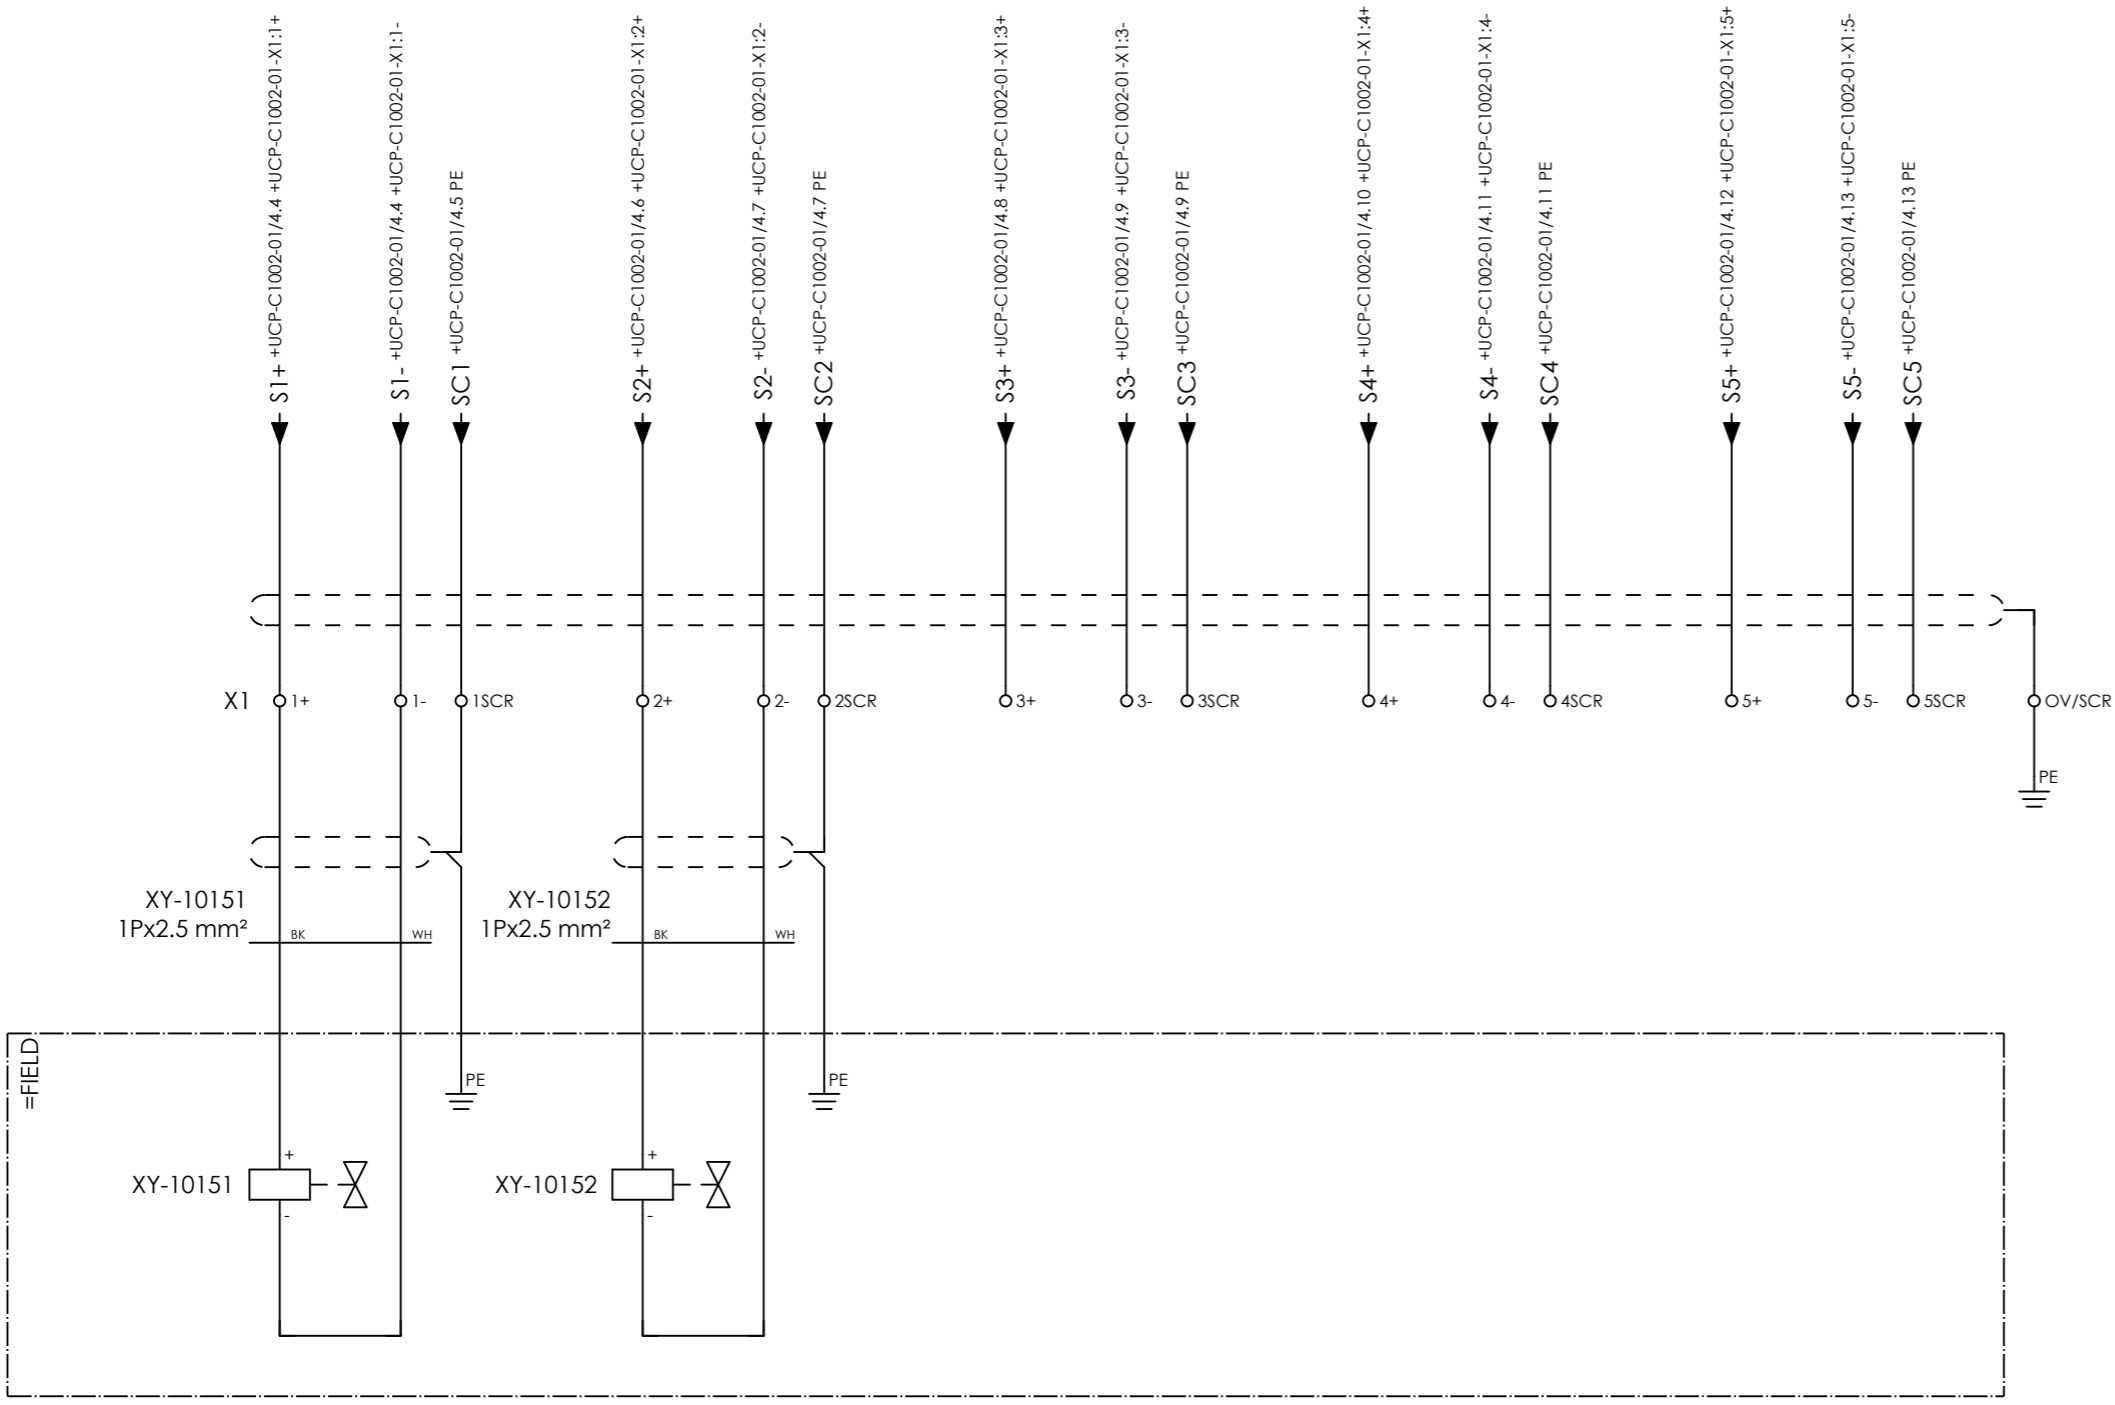 S1+ +UCP-C1002-01/4.4 +UCP-C1002-01-X1:1+
S1- +UCP-C1002-01/4.4 +UCP-C1002-01-X1:1-
SC1 +UCP-C1002-01/4.5 PE
S2+ +UCP-C1002-01/4.6 +UCP-C1002-01-X1:2+
S2- +UCP-C1002-01/4.7 +UCP-C1002-01-X1:2-
SC2 +UCP-C1002-01/4.7 PE
S3+ +UCP-C1002-01/4.8 +UCP-C1002-01-X1:3+
S3- +UCP-C1002-01/4.9 +UCP-C1002-01-X1:3-
SC3 +UCP-C1002-01/4.9 PE
S4+ +UCP-C1002-01/4.10 +UCP-C1002-01-X1:4+
S4- +UCP-C1002-01/4.11 +UCP-C1002-01-X1:4-
SC4 +UCP-C1002-01/4.11 PE
S5+ +UCP-C1002-01/4.12 +UCP-C1002-01-X1:5+
S5- +UCP-C1002-01/4.13 +UCP-C1002-01-X1:5-
SC5 +UCP-C1002-01/4.13 PE
X1
1+
1-
1SCR
2+
2-
2SCR
3+
3-
3SCR
4+
4-
4SCR
5+
5-
5SCR
OV/SCR
PE
XY-10151
1Px2.5 mm²
BK
WH
XY-10152
1Px2.5 mm²
BK
WH
=FIELD
PE
PE
+
XY-10151
-
+
XY-10152
-